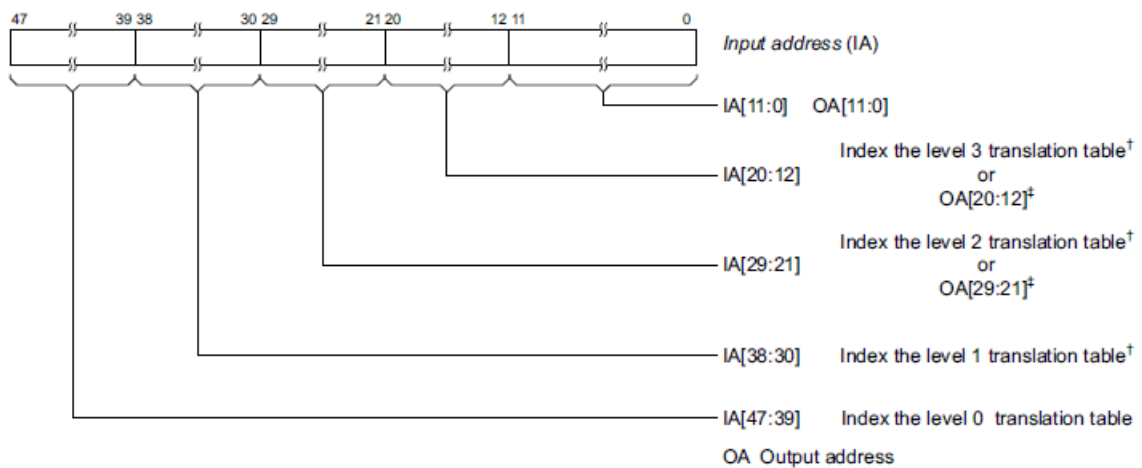 47 39 38 30 29 21 20 12 11 0
Input address (IA)
IA[11:0] OA[11:0]
Index the level 3 translation table†
IA[20:12] or
OA[20:12]‡
Index the level 2 translation table†
IA[29:21] or
OA[29:21]‡
IA[38:30] Index the level 1 translation table†
IA[47:39] Index the level 0 translation table
OA Output address